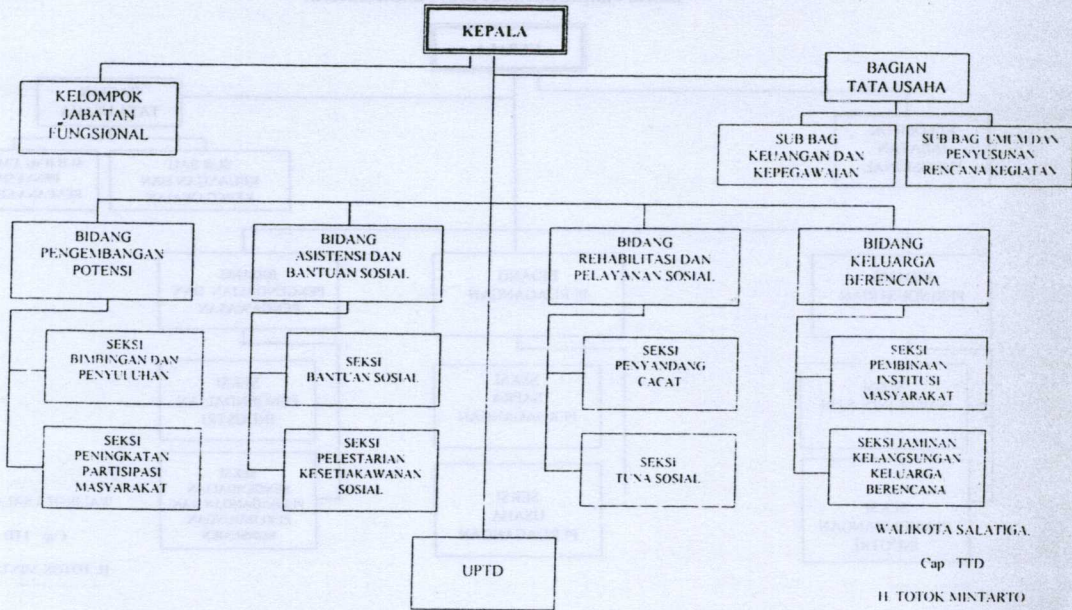 KEPALA
KELOMPOK
JABATAN
FUNGSIONAL
BAGIAN
TATA USAHA
SUB BAG
KEUANGAN DAN
KEPEGAWAIAN
SUB BAG UMUM DAN
PENYUSUNAN
RENCANA KEGIATAN
BIDANG
PENGEMBANGAN
POTENSI
BIDANG
ASISTENSI DAN
BANTUAN SOSIAL
BIDANG
REHABILITASI DAN
PELAYANAN SOSIAL
BIDANG
KELUARGA
BERENCANA
SEKSI
BIMBINGAN DAN
PENYULUHAN
SEKSI
BANTUAN SOSIAL
SEKSI
PENYANDANG
CACAT
SEKSI
PEMBINAAN
INSTITUSI
MASYARAKAT
SEKSI
PENINGKATAN
PARTISIPASI
MASYARAKAT
SEKSI
PELESTARIAN
KESETIAKAWANAN
SOSIAL
SEKSI
TUNA SOSIAL
SEKSI JAMINAN
KELANGSUNGAN
KELUARGA
BERENCANA
UPTD
WALIKOTA SALATIGA
Cap TTD
H. TOTOK MINTARTO